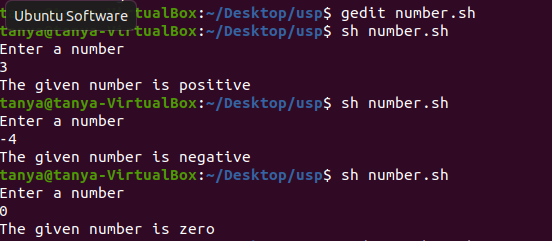 Ubuntu Software
tualBox:~/Desktop/usp$ gedit number.sh
tanya@tanya-VirtualBox:~/Desktop/usp$ sh number.sh
Enter a number
3
The given number is positive
tanya@tanya-VirtualBox:~/Desktop/usp$ sh number.sh
Enter a number
-4
The given number is negative
tanya@tanya-VirtualBox:~/Desktop/usp$ sh number.sh
Enter a number
0
The given number is zero